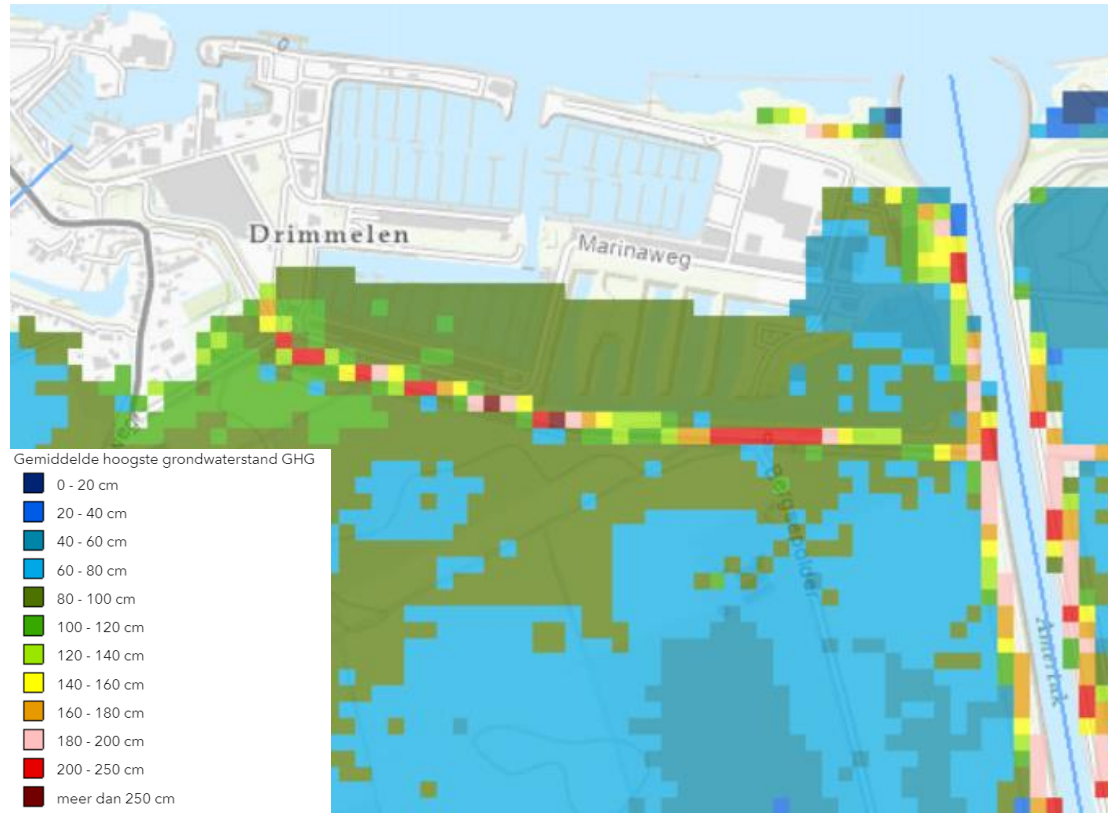 Drimmelen
Marinaweg
Bergsepolder
Amertak
Gemiddelde hoogste grondwaterstand GHG
0 - 20 cm
20 - 40 cm
40 - 60 cm
60 - 80 cm
80 - 100 cm
100 - 120 cm
120 - 140 cm
140 - 160 cm
160 - 180 cm
180 - 200 cm
200 - 250 cm
meer dan 250 cm